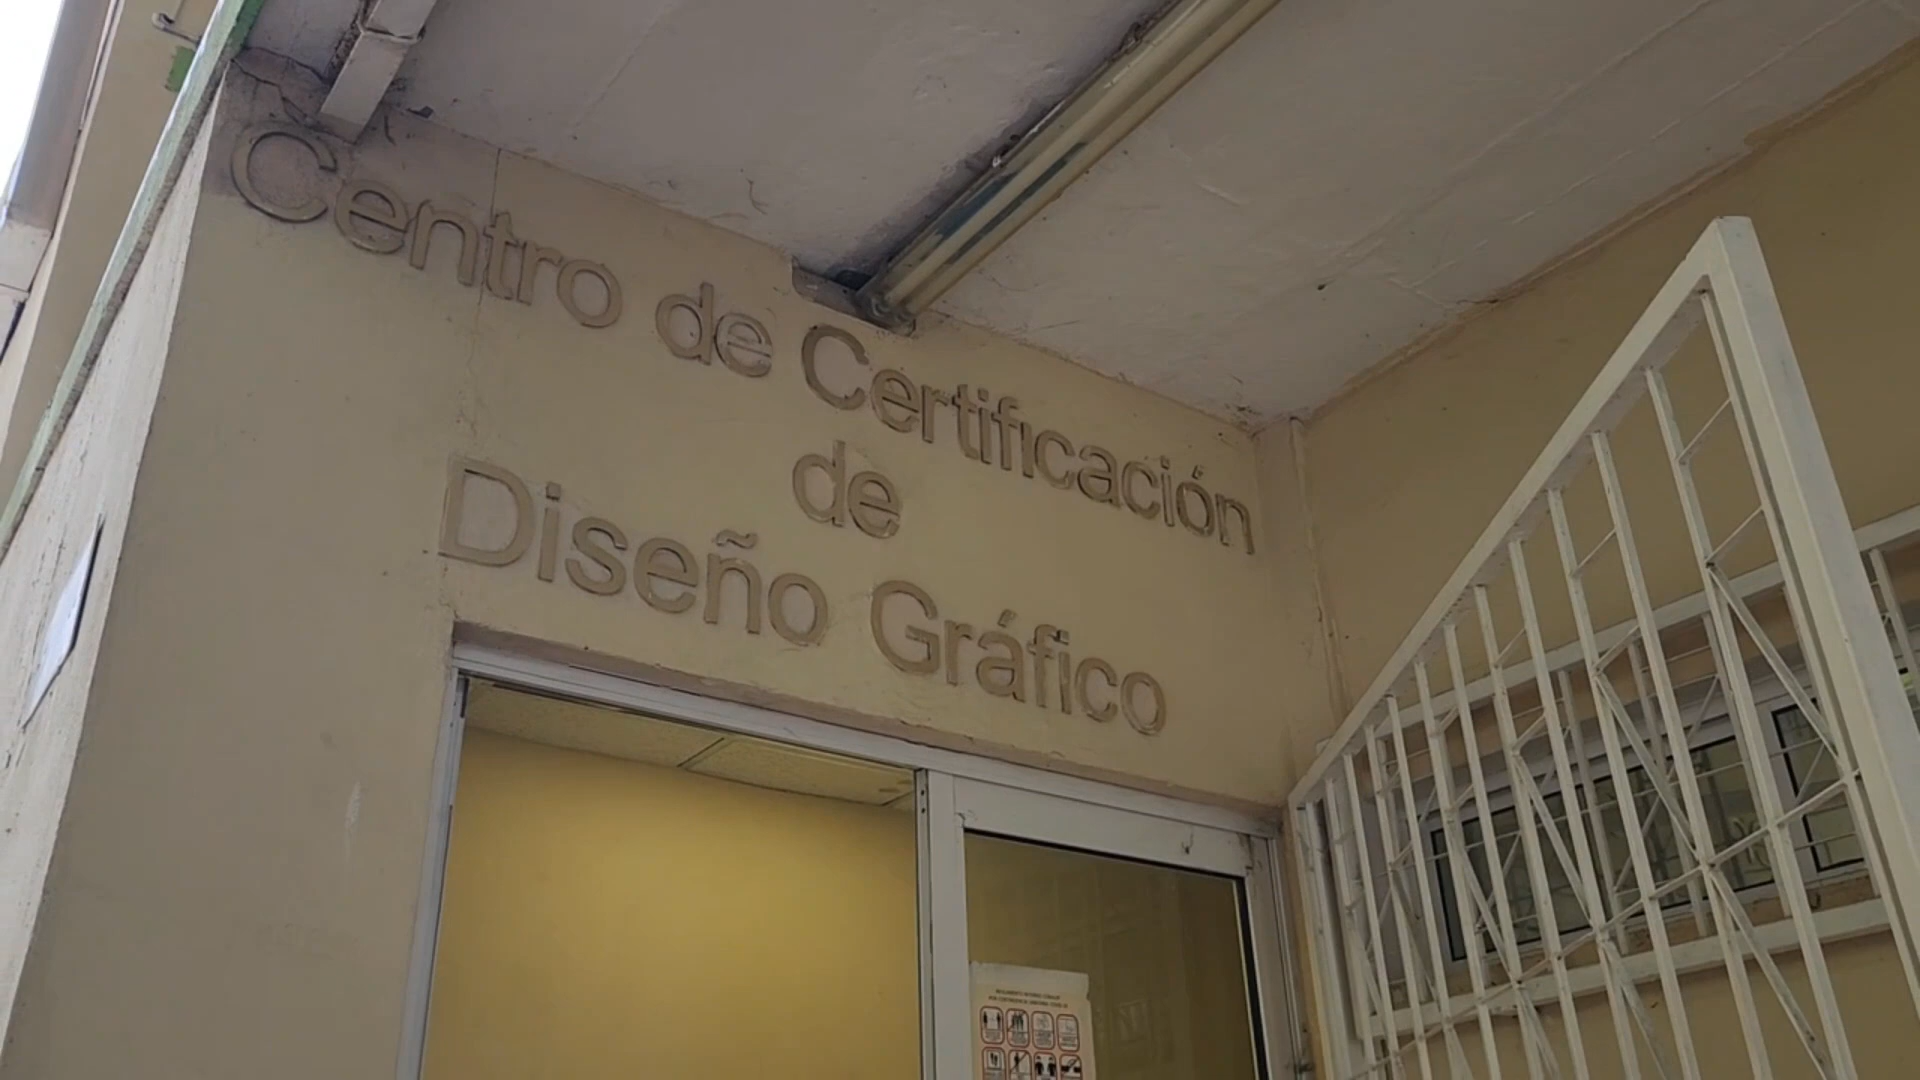 Centro de Certificación
de
Diseño Gráfico